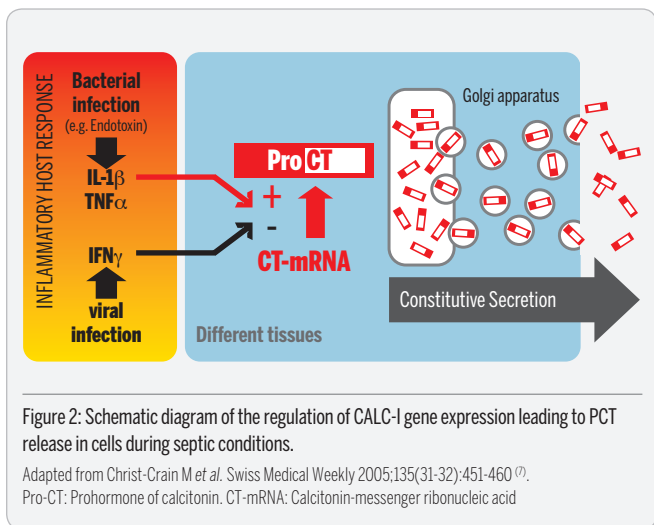 INFLAMMATORY HOST RESPONSE
Bacterial
infection
(e.g. Endotoxin)
IL-1β
TNFα
IFNγ
viral
infection
Pro CT
+
-
CT-mRNA
Different tissues
Golgi apparatus
Constitutive Secretion
Figure 2: Schematic diagram of the regulation of CALC-I gene expression leading to PCT
release in cells during septic conditions.
Adapted from Christ-Crain M et al. Swiss Medical Weekly 2005;135(31-32):451-460 (7).
Pro-CT: Prohormone of calcitonin. CT-mRNA: Calcitonin-messenger ribonucleic acid